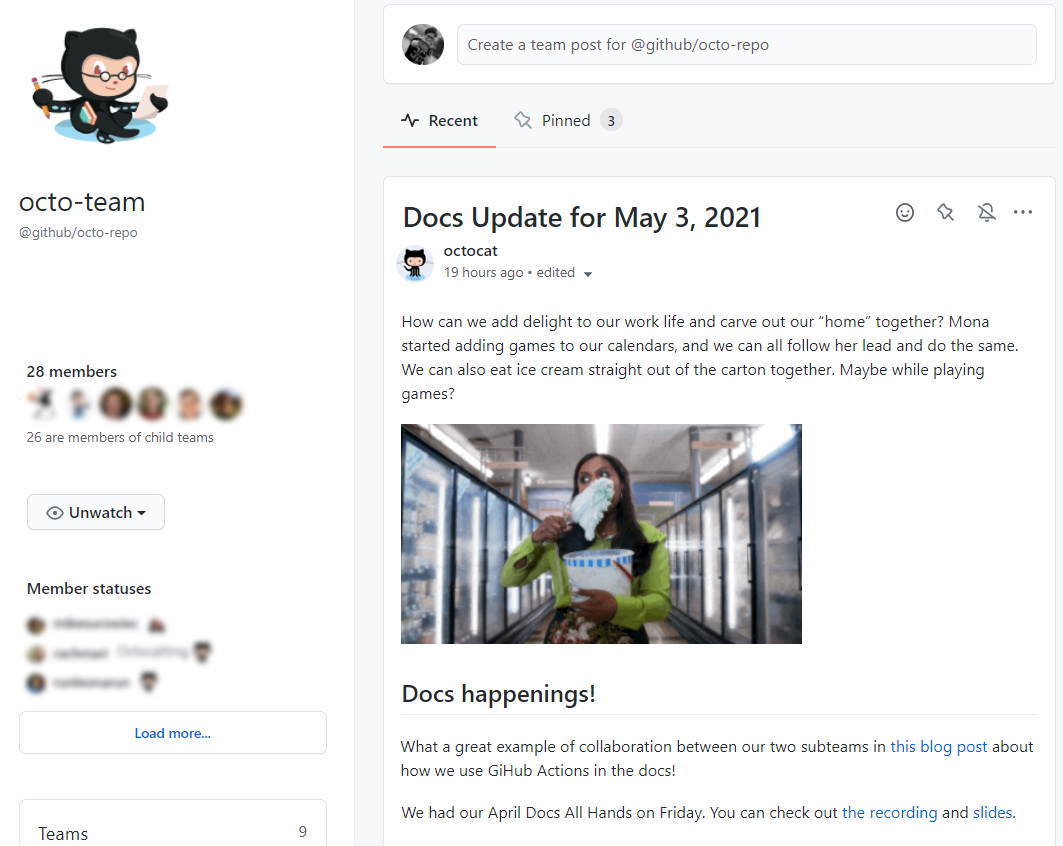 octo-team
@github/octo-repo
28 members
26 are members of child teams
Unwatch
Member statuses
Load more...
Teams 9
Create a team post for @github/octo-repo
Recent
Pinned 3
Docs Update for May 3, 2021
octocat
19 hours ago • edited
How can we add delight to our work life and carve out our “home” together? Mona
started adding games to our calendars, and we can all follow her lead and do the same.
We can also eat ice cream straight out of the carton together. Maybe while playing
games?
Docs happenings!
What a great example of collaboration between our two subteams in this blog post about
how we use GiHub Actions in the docs!
We had our April Docs All Hands on Friday. You can check out the recording and slides.